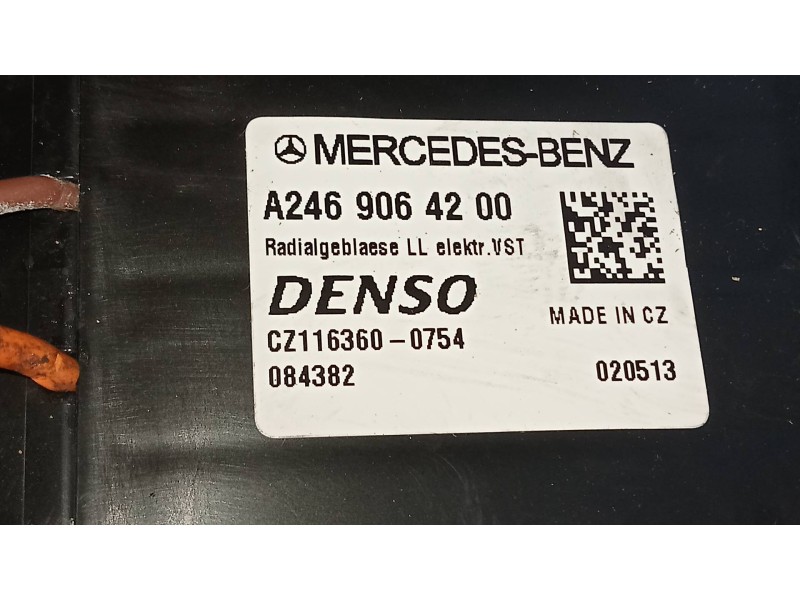 MERCEDES-BENZ
A246 906 42 00
Radialgeblaese LL elektr.VST
DENSO
MADE IN CZ
CZ116360-0754
084382 020513